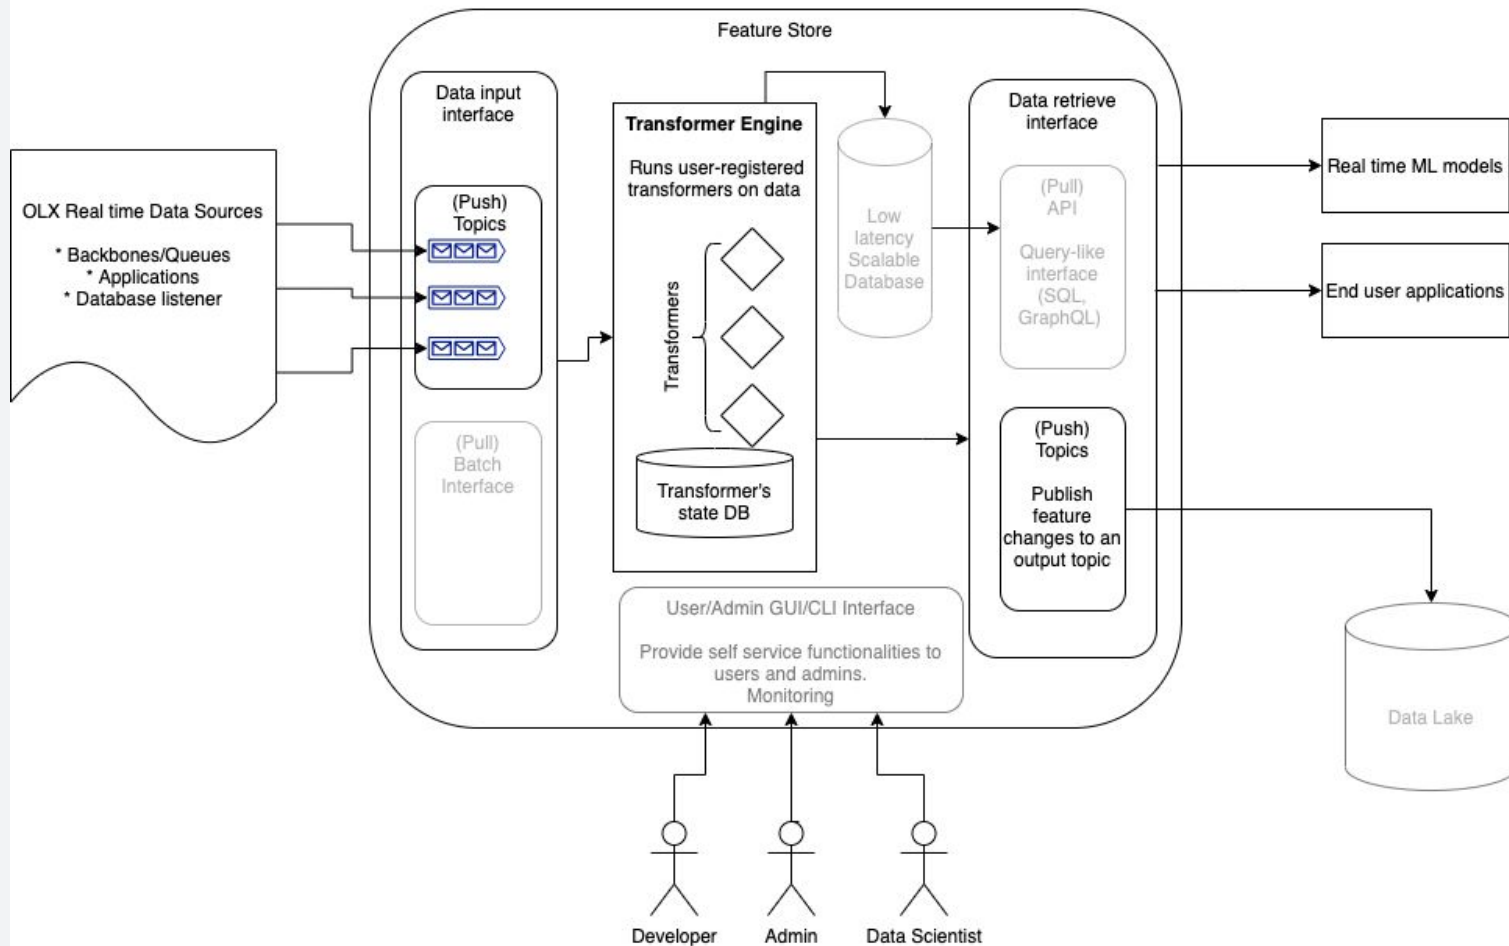 Feature Store
Data input
interface
(Push)
Topics
(Pull)
Batch
Interface
OLX Real time Data Sources
* Backbones/Queues
* Applications
* Database listener
Transformer Engine
Runs user-registered
transformers on data
Transformers
Transformer's
state DB
Low
latency
Scalable
Database
Data retrieve
interface
(Pull)
API
Query-like
interface
(SQL,
GraphQL)
(Push)
Topics
Publish
feature
changes to an
output topic
Real time ML models
End user applications
Data Lake
User/Admin GUI/CLI Interface
Provide self service functionalities to
users and admins.
Monitoring
Developer
Admin
Data Scientist